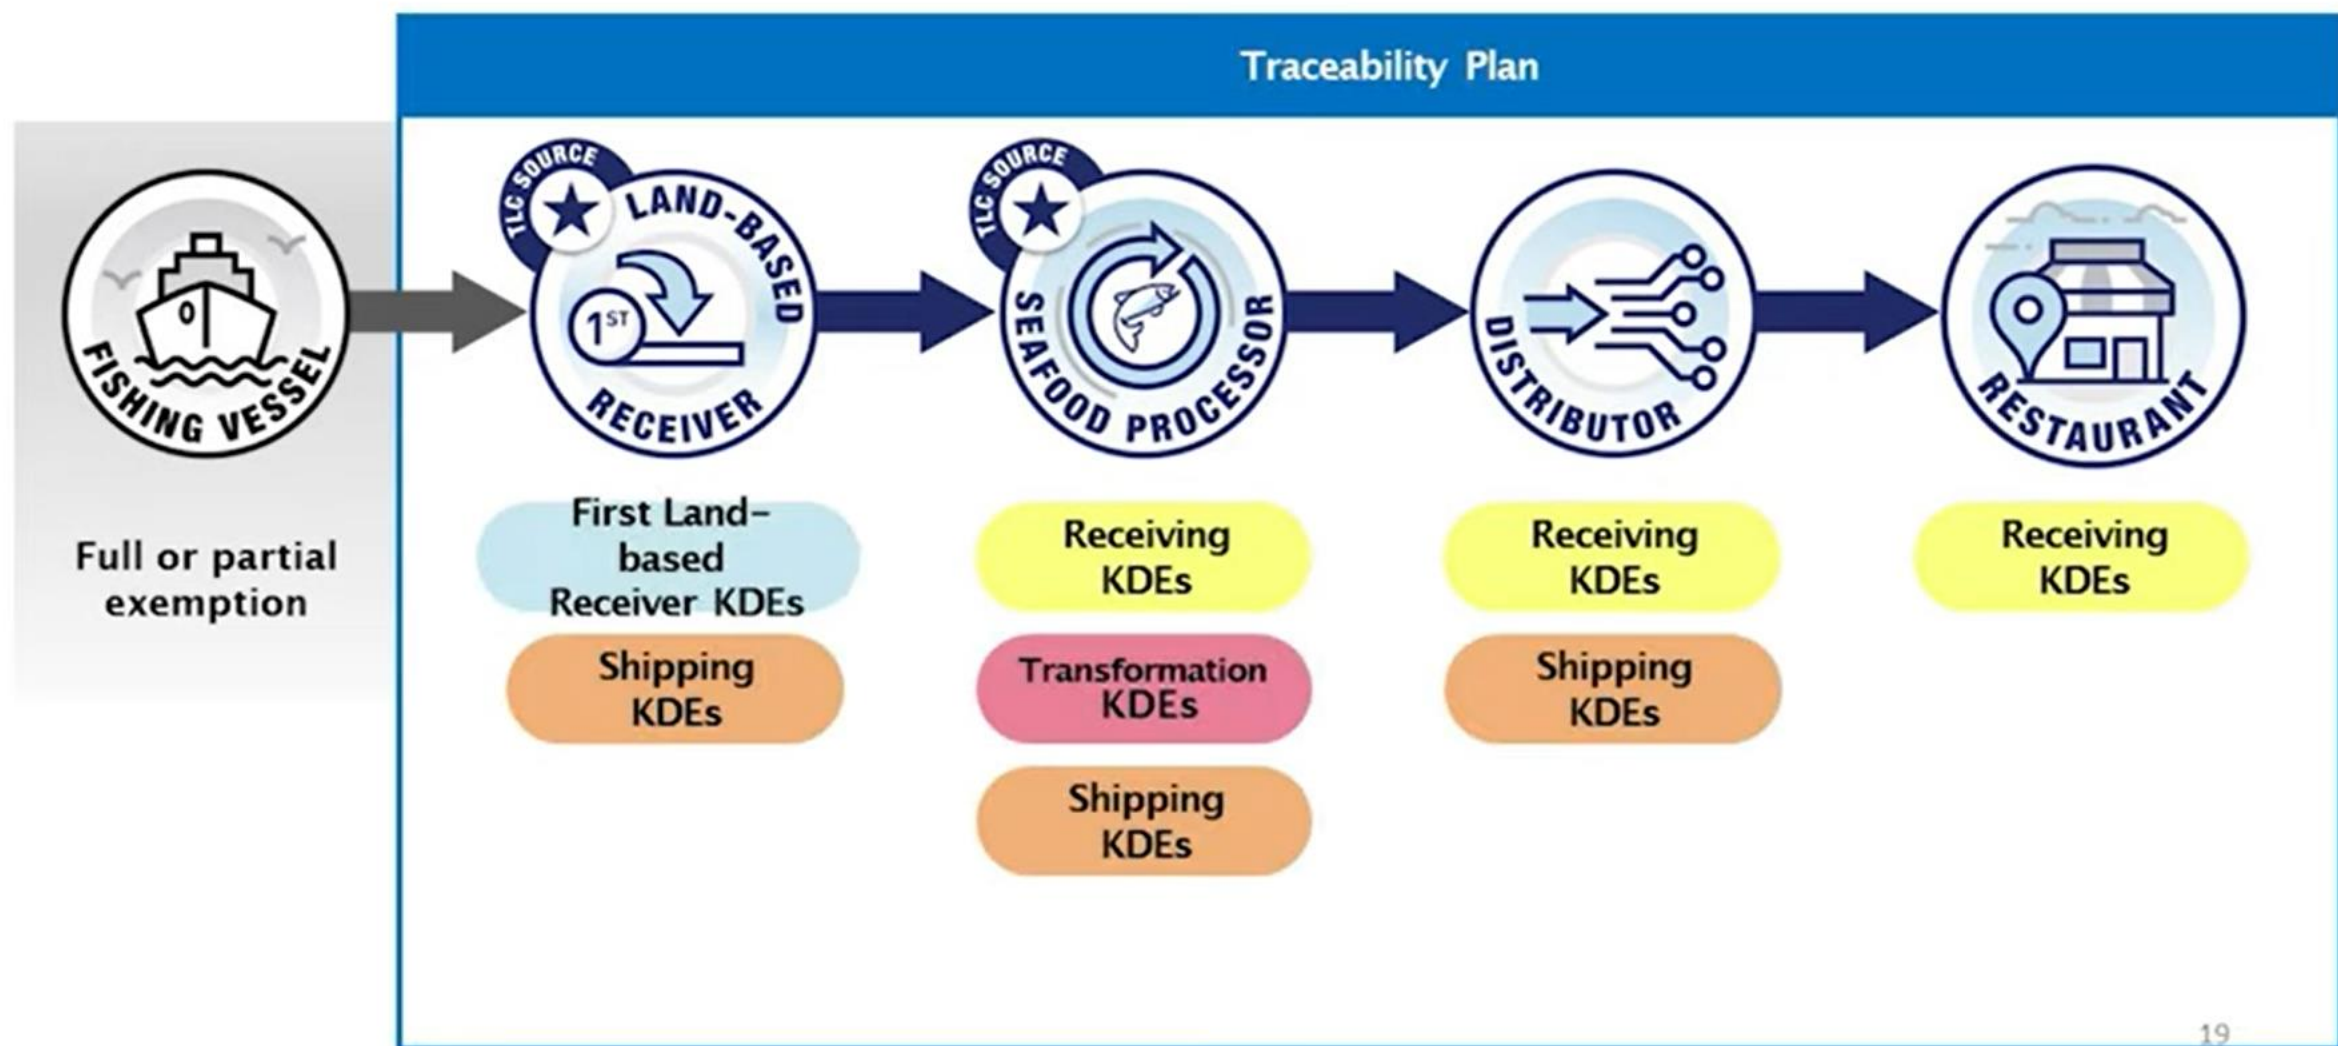 Traceability Plan
TLC SOURCE
TLC SOURCE
FISHING VESSEL
LAND-BASED
1ST
RECEIVER
SEAFOOD PROCESSOR
DISTRIBUTOR
RESTAURANT
Full or partial
exemption
First Land-
based
Receiver KDEs
Shipping
KDEs
Receiving
KDEs
Transformation
KDEs
Shipping
KDEs
Receiving
KDEs
Shipping
KDEs
Receiving
KDEs
19